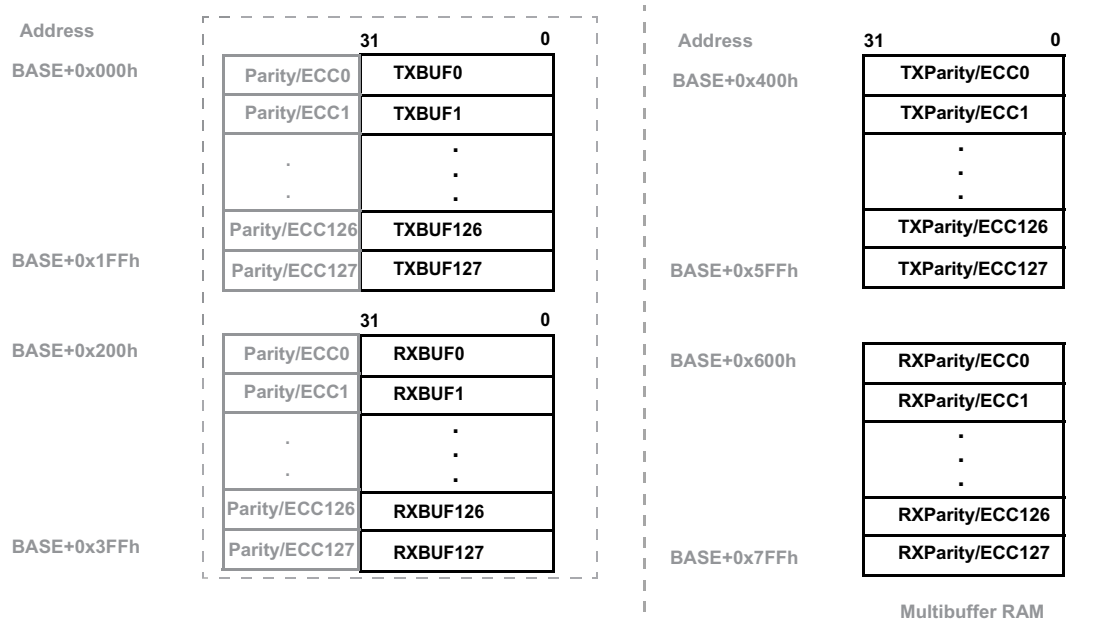 Address
31 0
BASE+0x000h Parity/ECC0 TXBUF0
Parity/ECC1 TXBUF1
. .
.
. .
Parity/ECC126 TXBUF126
BASE+0x1FFh Parity/ECC127 TXBUF127
31 0
BASE+0x200h Parity/ECC0 RXBUF0
Parity/ECC1 RXBUF1
. .
.
. .
Parity/ECC126 RXBUF126
BASE+0x3FFh Parity/ECC127 RXBUF127
Address 31 0
BASE+0x400h TXParity/ECC0
TXParity/ECC1
.
.
.
TXParity/ECC126
BASE+0x5FFh TXParity/ECC127
BASE+0x600h RXParity/ECC0
RXParity/ECC1
.
.
.
RXParity/ECC126
BASE+0x7FFh RXParity/ECC127
Multibuffer RAM